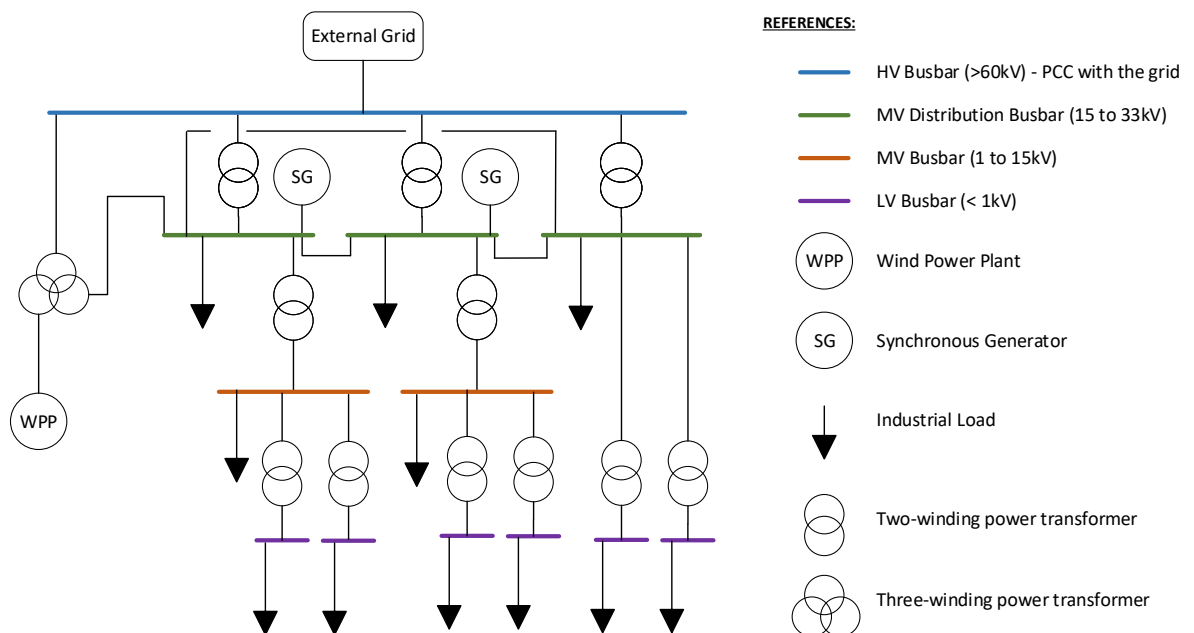 External Grid
SG
SG
WPP
REFERENCES:
HV Busbar (>60kV) - PCC with the grid
MV Distribution Busbar (15 to 33kV)
MV Busbar (1 to 15kV)
LV Busbar (< 1kV)
WPP Wind Power Plant
SG Synchronous Generator
Industrial Load
Two-winding power transformer
Three-winding power transformer